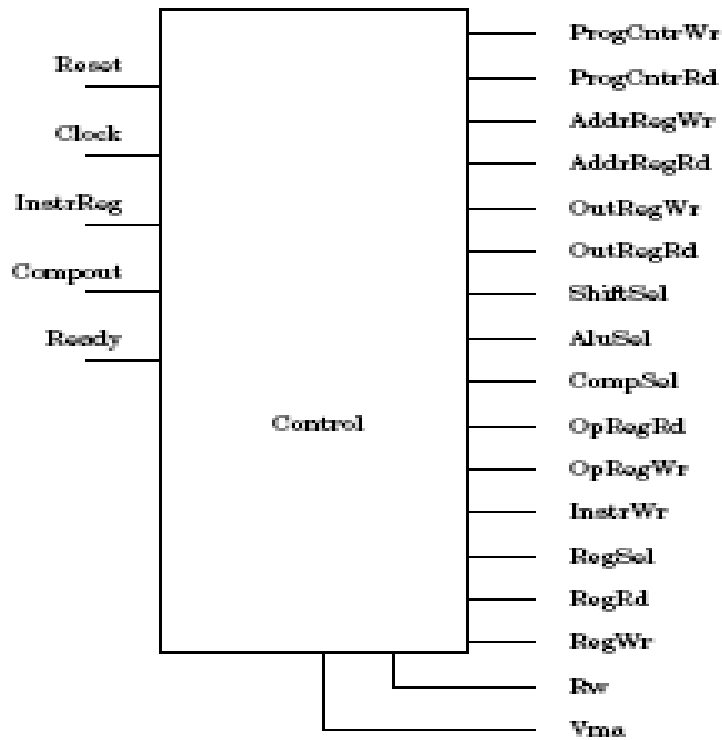 Reset
Clock
InstrReg
Compout
Ready
Control
ProgCntrWr
ProgCntrRd
AddrRegWr
AddrRegRd
OutRegWr
OutRegRd
ShiftSel
AluSel
CompSel
OpRegRd
OpRegWr
InstrWr
RegSel
RegRd
RegWr
Rw
Vma